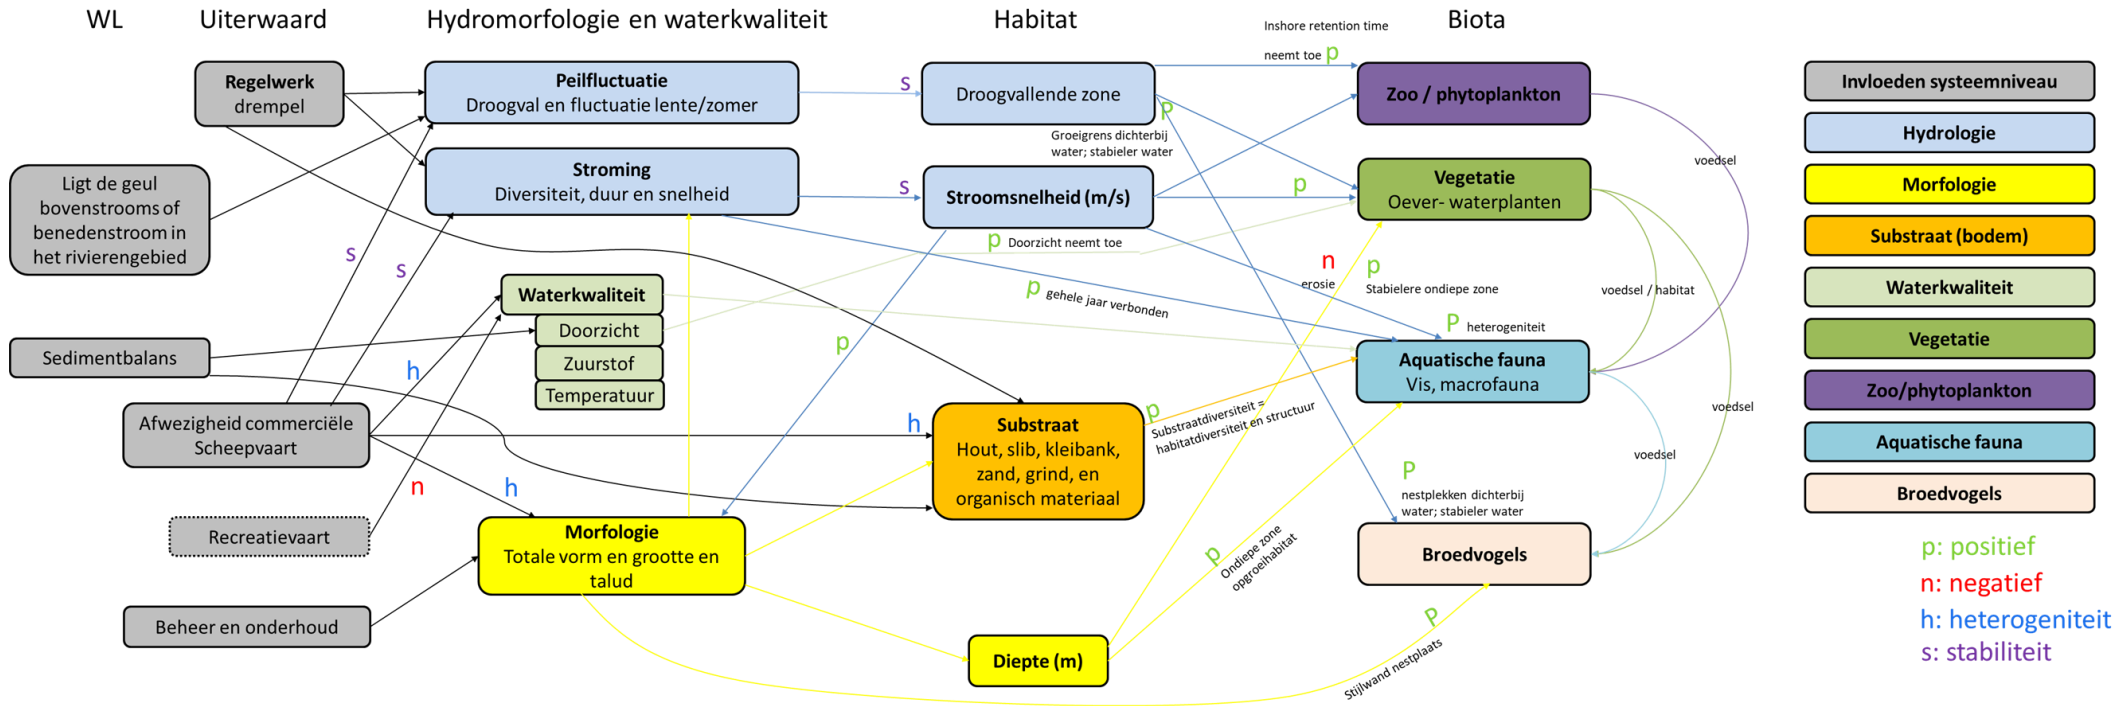 WL
Uiterwaard
Hydromorfologie en waterkwaliteit
Habitat
Biota
Regelwerk
drempel
Ligt de geul
bovenstrooms of
benedenstroom in
het rivierengebied
Sedimentbalans
Afwezigheid commerciële
Scheepvaart
Recreatievaart
Beheer en onderhoud
Peilfluctuatie
Droogval en fluctuatie lente/zomer
Stroming
Diversiteit, duur en snelheid
Waterkwaliteit
Doorzicht
Zuurstof
Temperatuur
Morfologie
Totale vorm en grootte en
talud
s
s
h
n
h
s
s
p
h
Droogvallende zone
Groeigrens dichterbij
water; stabieler water
Stroomsnelheid (m/s)
p Doorzicht neemt toe
p gehele jaar verbonden
Substraat
Hout, slib, kleibank,
zand, grind, en
organisch materiaal
Diepte (m)
Inshore retention time
neemt toe p
p
p
n
erosie
p
Stabielere ondiepe zone
P heterogeniteit
p
Substraatdiversiteit =
habitatdiversiteit en structuur
P
nestplekken dichterbij
water; stabieler water
p
Ondiepe zone
opgroeihabitat
P
Stijlwand nestplaats
Zoo / phytoplankton
Vegetatie
Oever- waterplanten
Aquatische fauna
Vis, macrofauna
Broedvogels
voedsel
voedsel / habitat
voedsel
voedsel
Invloeden systeemniveau
Hydrologie
Morfologie
Substraat (bodem)
Waterkwaliteit
Vegetatie
Zoo/phytoplankton
Aquatische fauna
Broedvogels
p: positief
n: negatief
h: heterogeniteit
s: stabiliteit